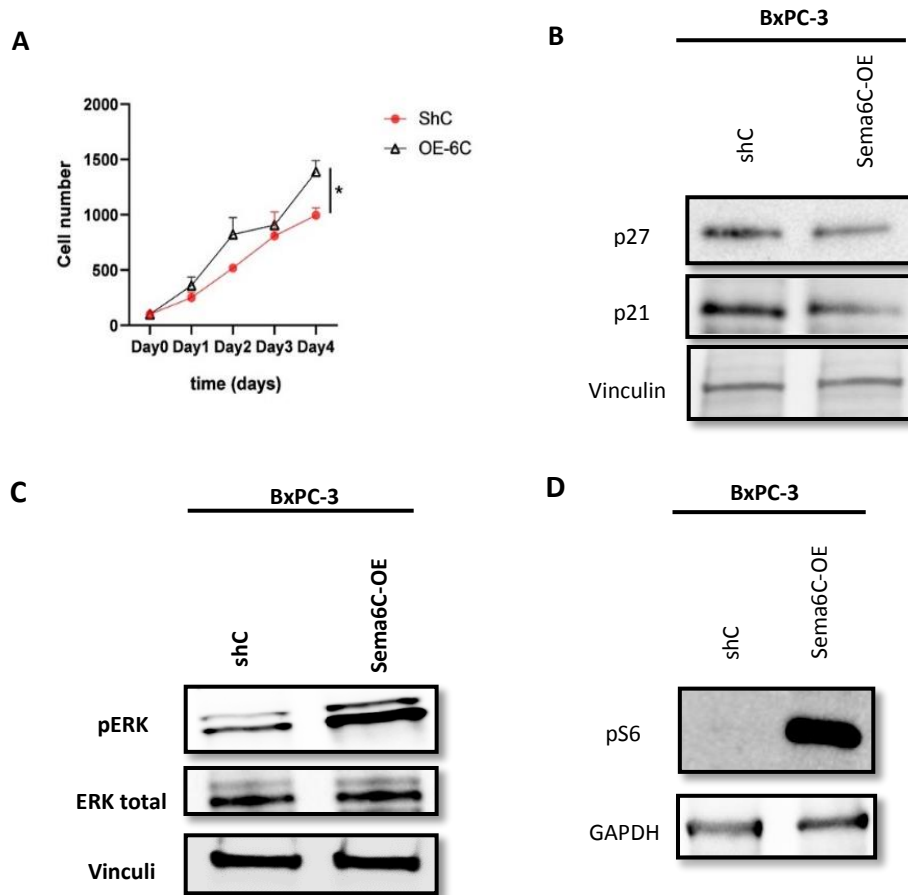 A
2000
1500
1000
500
0
Cell number
Day0 Day1 Day2 Day3 Day4
time (days)
ShC
OE-6C
*
B
BxPC-3
shC
Sema6C-OE
p27
p21
Vinculin
C
BxPC-3
shC
Sema6C-OE
pERK
ERK total
Vinculi
D
BxPC-3
shC
Sema6C-OE
pS6
GAPDH